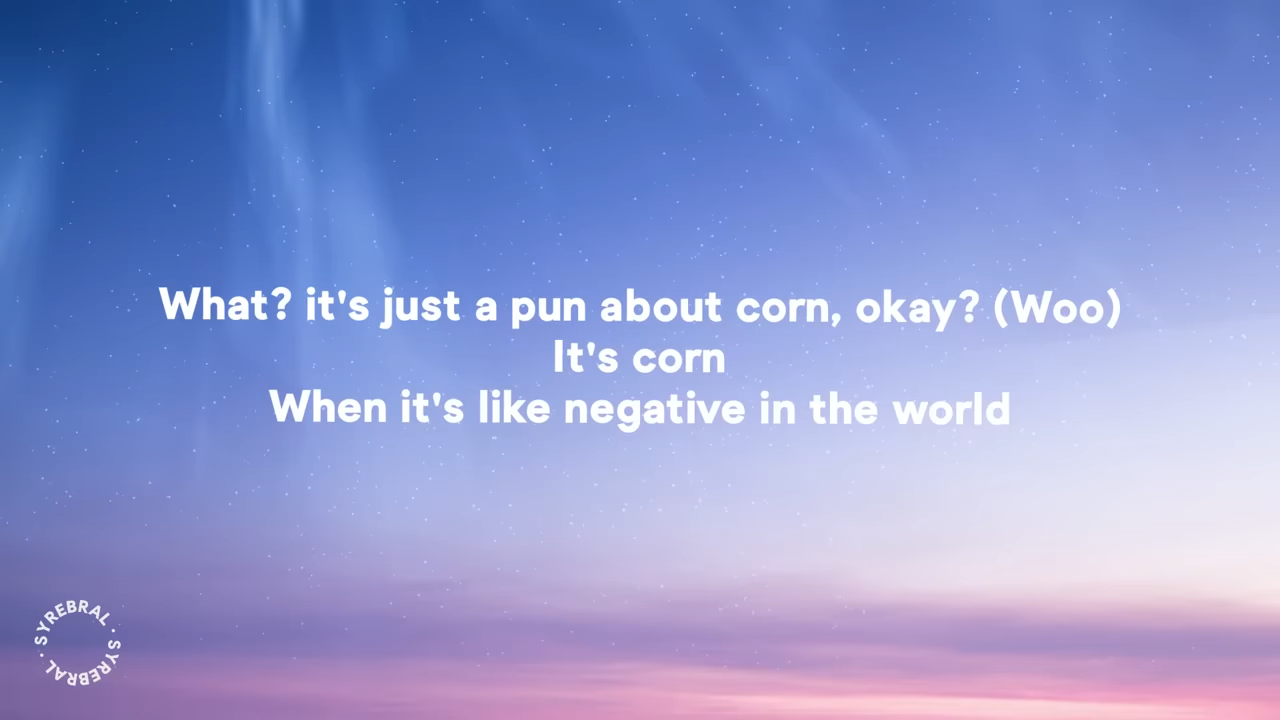 What? it's just a pun about corn, okay? (Woo)
It's corn
When it's like negative in the world
SYREBRAL · SYREBRAL ·